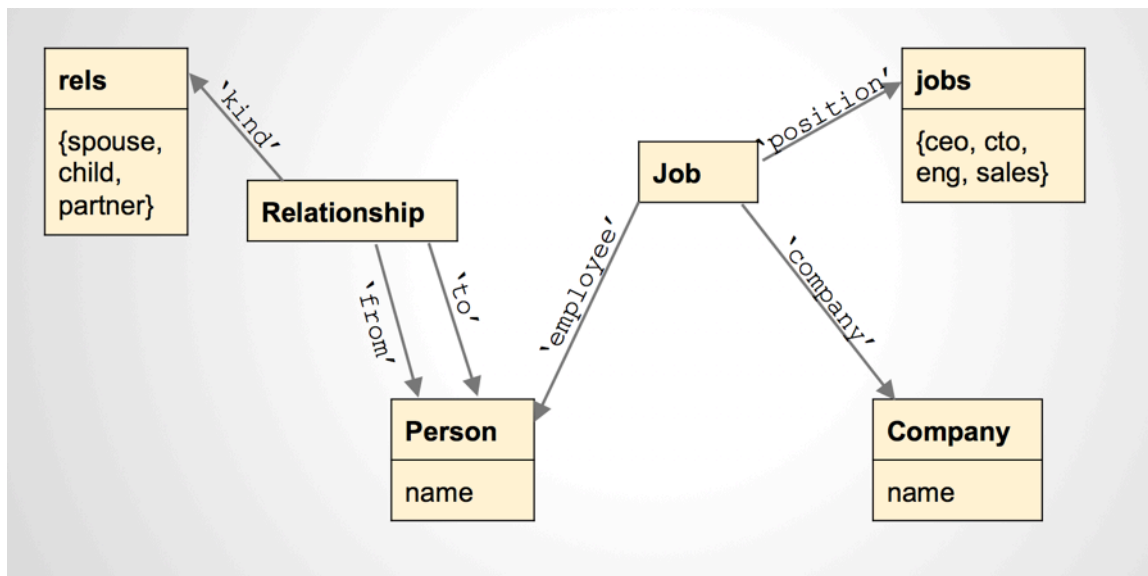 rels
{spouse,
child,
partner}
‘kind’
Relationship
‘from’
‘to’
Person
name
Job
‘employee’
‘position’
jobs
{ceo, cto,
eng, sales}
‘company’
Company
name